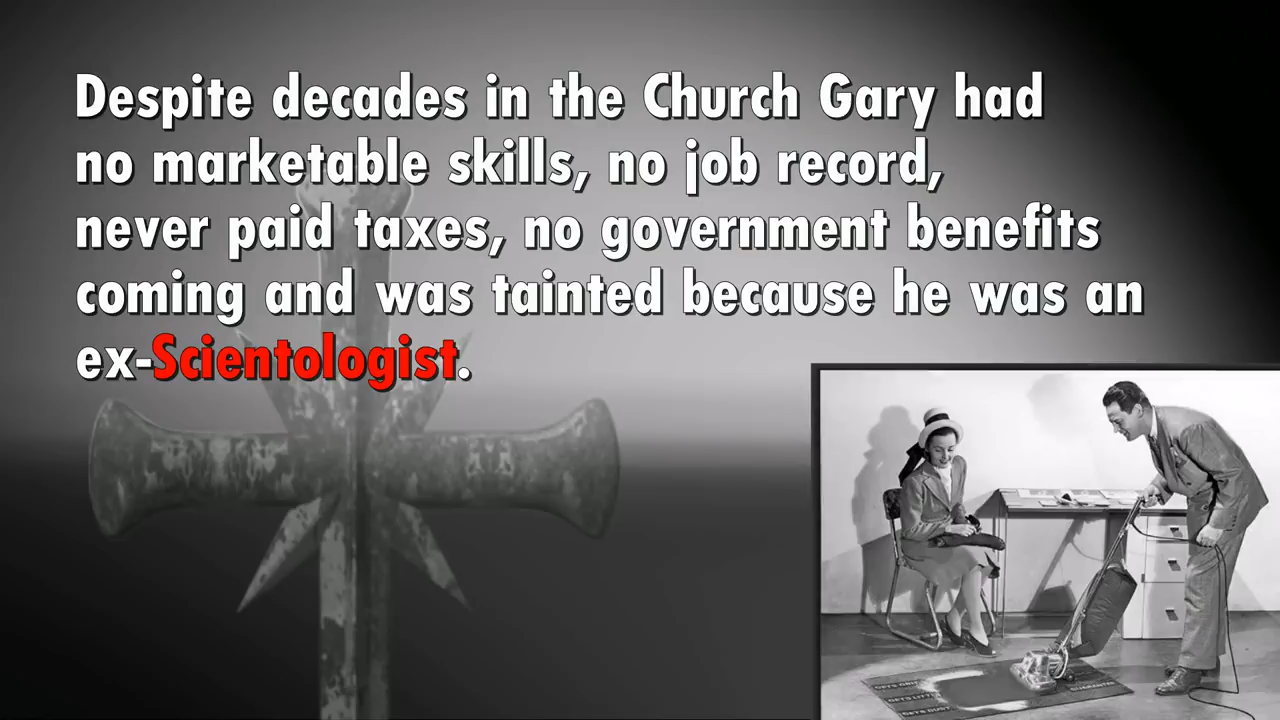 Despite decades in the Church Gary had
no marketable skills, no job record,
never paid taxes, no government benefits
coming and was tainted because he was an
ex-Scientologist.